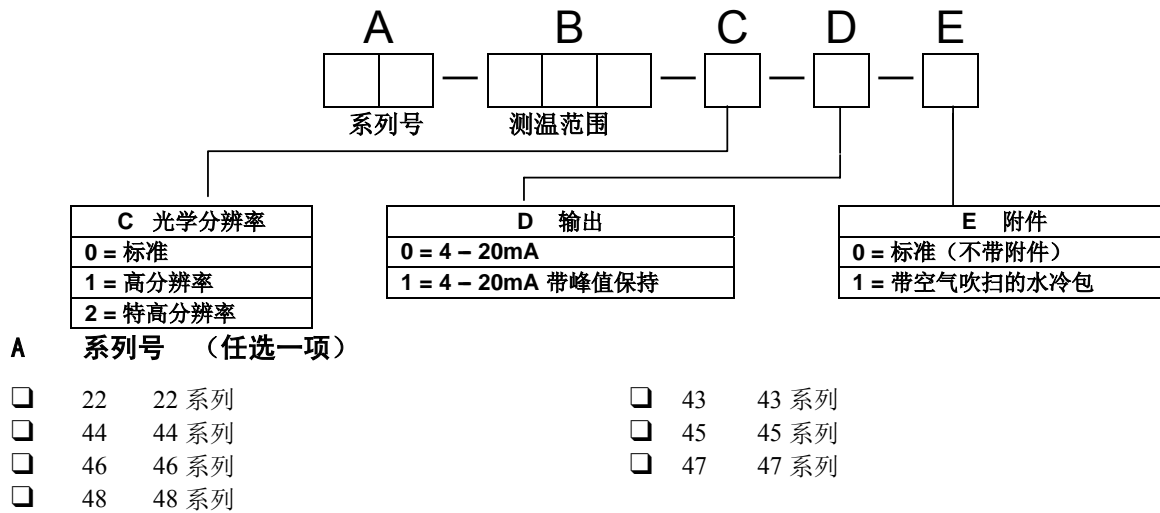 A B C D E
系列号 测温范围
C 光学分辨率 D 输出 E 附件
0 = 标准 0 = 4 – 20mA 0 = 标准（不带附件）
1 = 高分辨率 1 = 4 – 20mA 带峰值保持 1 = 带空气吹扫的水冷包
2 = 特高分辨率
A 系列号 （任选一项）
22 22 系列 43 43 系列
44 44 系列 45 45 系列
46 46 系列 47 47 系列
48 48 系列